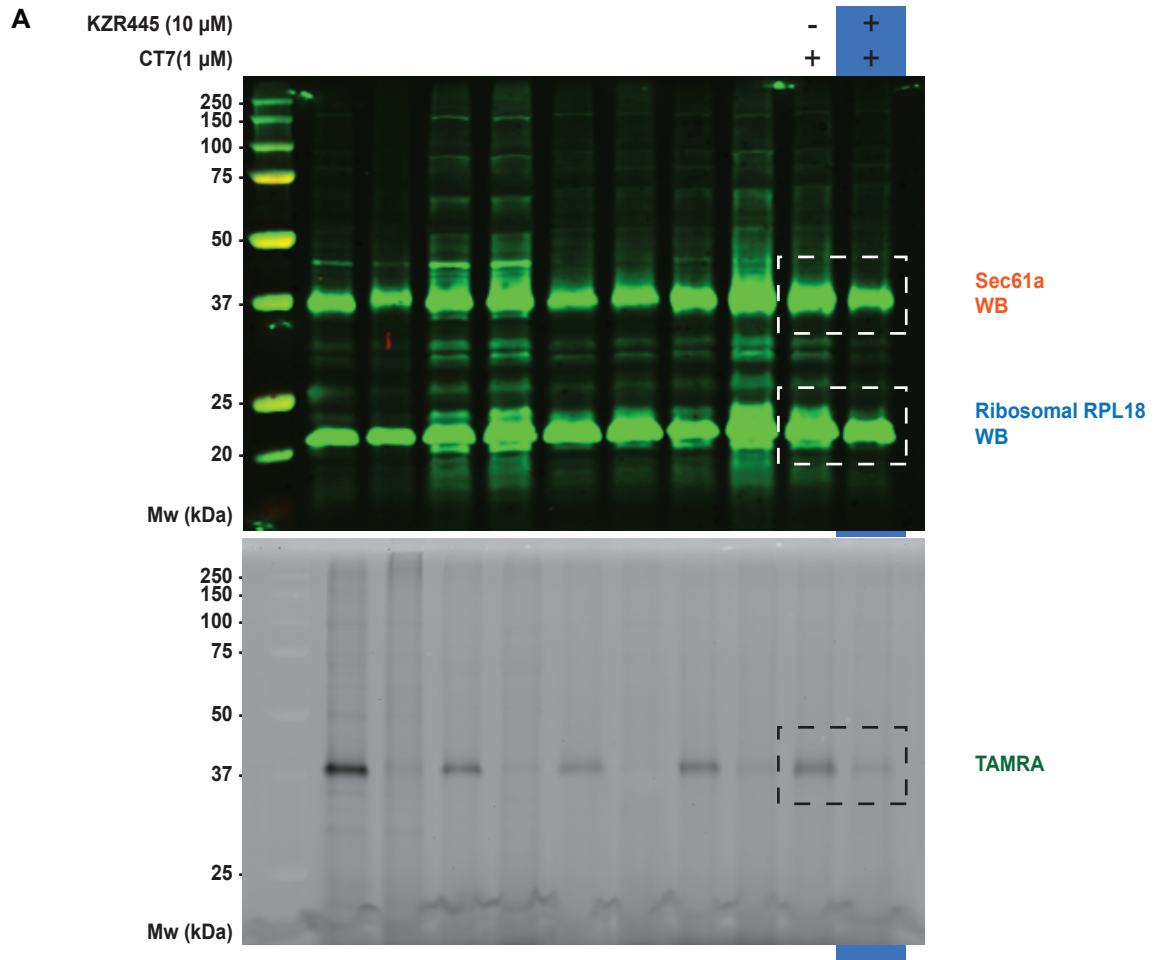 A
KZR445 (10 µM) - +
CT7(1 µM) + +
250
150
100
75
50
37
25
20
Mw (kDa)
Sec61a
WB
Ribosomal RPL18
WB
250
150
100
75
50
37
25
Mw (kDa)
TAMRA